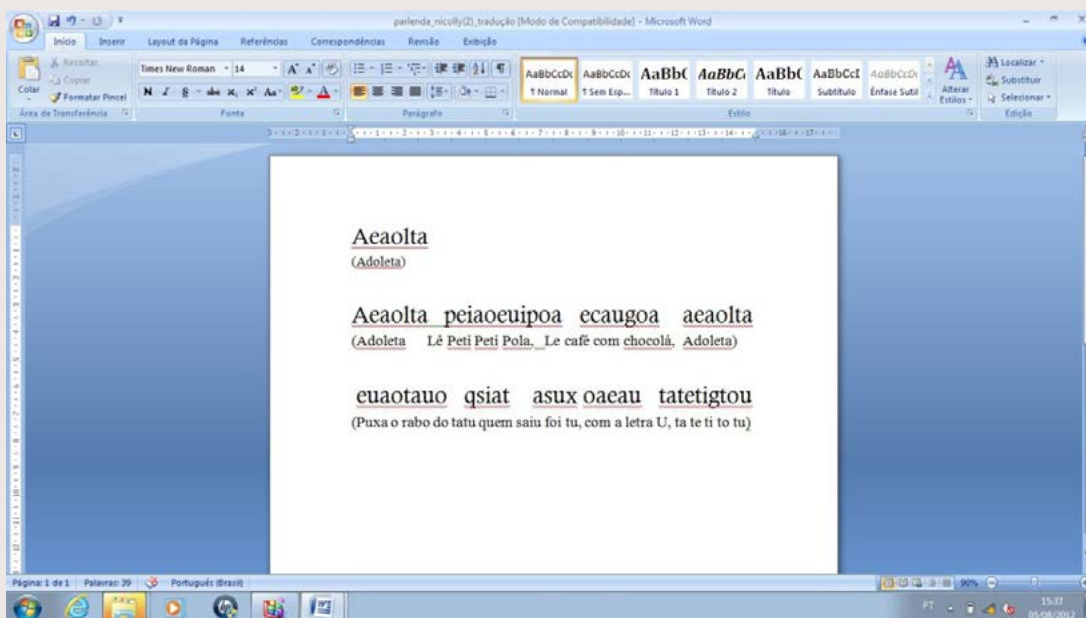 parlenda_nicolly(2)_tradução [Modo de Compatibilidade] - Microsoft Word
Início Inserir Layout da Página Referências Correspondências Revisão Exibição
Colar
Recortar
Copiar
Formatar Pincel
Área de Transferência
Times New Roman 14
N I S abc x₂ x² Aa
Fonte
Parágrafo
AaBbCcDc AaBbCcDc AaBbC AaBbC AaBbC AaBbCcI AaBbCcDc
¶ Normal ¶ Sem Esp... Título 1 Título 2 Título Subtítulo Ênfase Sutil
Alterar Estilos
Estilo
Localizar
Substituir
Selecionar
Edição
Aeaolta
(Adoleta)
Aeaolta peiaoeuipoa ecaugoa aeaolta
(Adoleta Lê Peti Peti Pola, Le café com chocolá, Adoleta)
euaotauo qsiat asux oaeau tatetigtou
(Puxa o rabo do tatu quem saiu foi tu, com a letra U, ta te ti to tu)
Página: 1 de 1 Palavras: 39 Português (Brasil) 90%
PT 15:37
05/08/2012